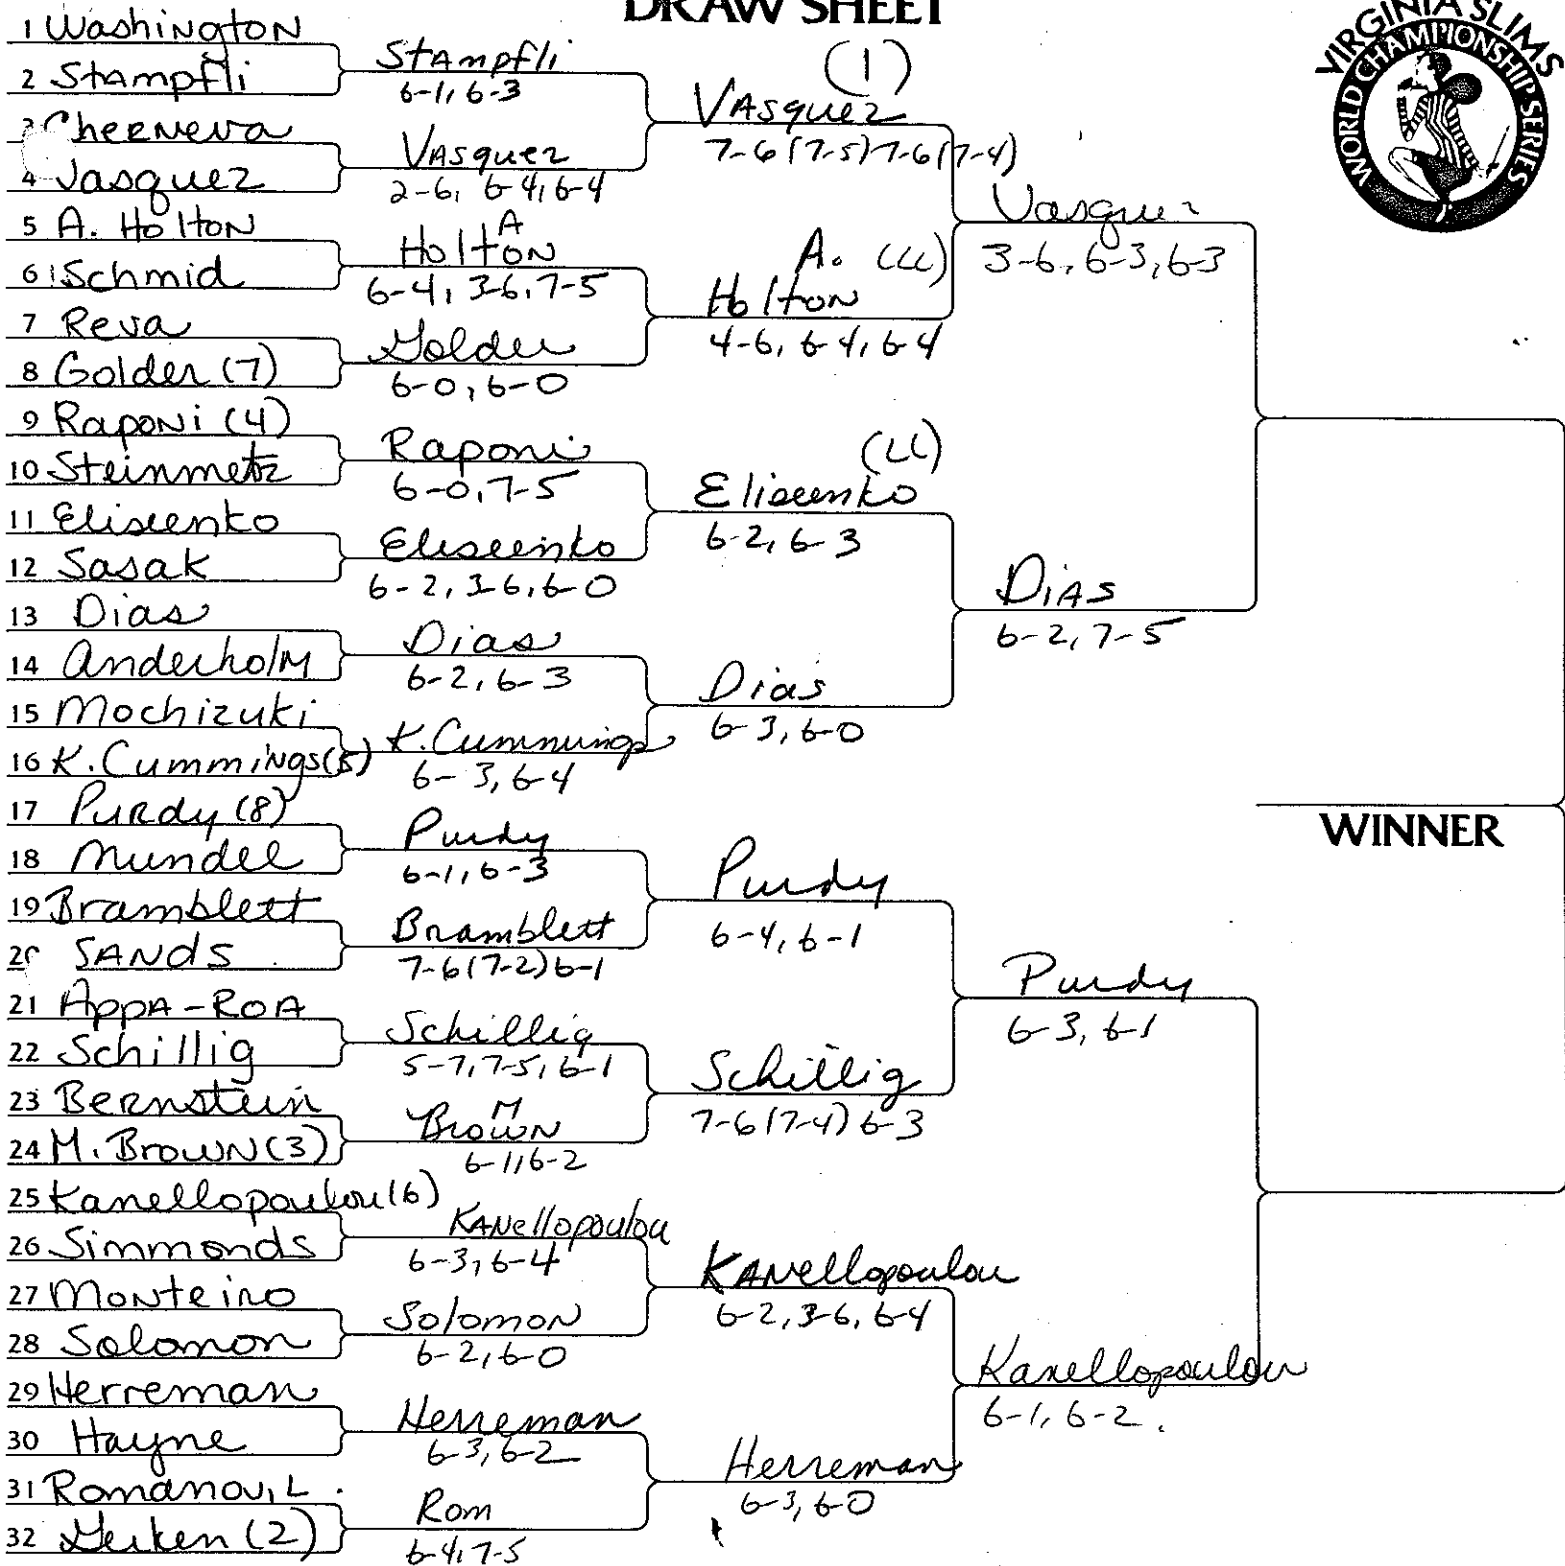 DRAW SHEET
VIRGINIA SLIMS
WORLD CHAMPIONSHIP SERIES
1 Washington
2 Stampfli
3 Cherneva
4 Vasquez
5 A. Holton
6 Schmid
7 Reva
8 Golder (7)
9 Raponi (4)
10 Steinmetz
11 Eliseenko
12 Sasak
13 Dias
14 Anderholm
15 Mochizuki
16 K. Cummings (5)
17 Purdy (8)
18 Mundel
19 Bramblett
20 SANDS
21 Appa-Roa
22 Schillig
23 Bernstein
24 M. Brown (3)
25 Kanellopoulou (6)
26 Simmonds
27 Monteiro
28 Solomon
29 Herreman
30 Hayne
31 Romanov, L.
32 Gerken (2)
Stampfli
6-1, 6-3
Vasquez
2-6, 6-4, 6-4
A
Holton
6-4, 3-6, 7-5
Golder
6-0, 6-0
Raponi
6-0, 7-5
Eliseenko
6-2, 3-6, 6-0
Dias
6-2, 6-3
K. Cummings
6-3, 6-4
Purdy
6-1, 6-3
Bramblett
7-6 (7-2) 6-1
Schillig
5-7, 7-5, 6-1
M
Brown
6-1, 6-2
Kanellopoulou
6-3, 6-4
Solomon
6-2, 6-0
Herreman
6-3, 6-2
Rom
6-4, 7-5
(1)
Vasquez
7-6 (7-5) 7-6 (7-4)
A. (LL)
Holton
4-6, 6-4, 6-4
(LL)
Eliseenko
6-2, 6-3
Dias
6-3, 6-0
Purdy
6-4, 6-1
Schillig
7-6 (7-4) 6-3
Kanellopoulou
6-2, 3-6, 6-4
Herreman
6-3, 6-0
Vasquez
3-6, 6-3, 6-3
Dias
6-2, 7-5
Purdy
6-3, 6-1
Kanellopoulou
6-1, 6-2.
WINNER